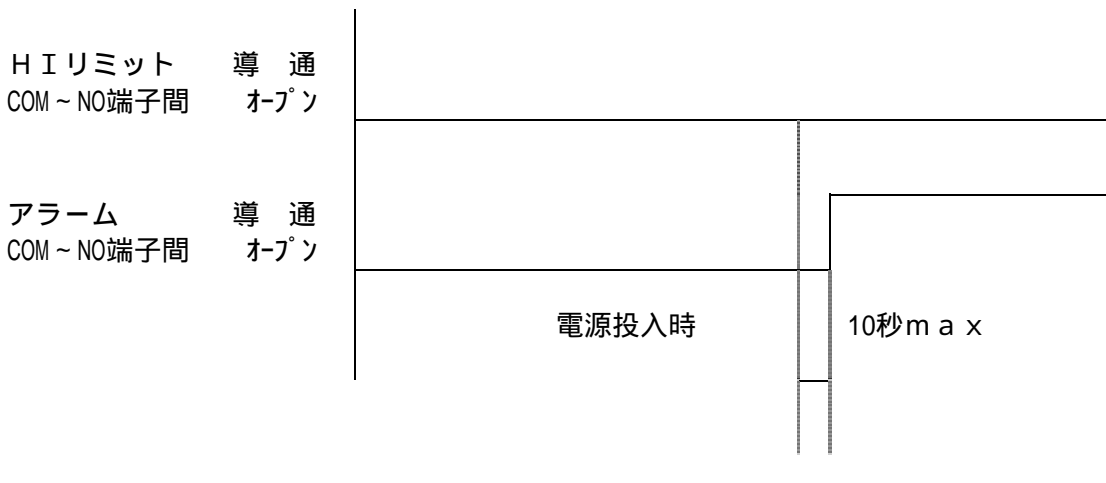 ＨＩリミット　　導　通
COM～NO端子間　　ｵｰﾌﾟﾝ
アラーム　　導　通
COM～NO端子間　　ｵｰﾌﾟﾝ
電源投入時　　10秒ｍａｘ